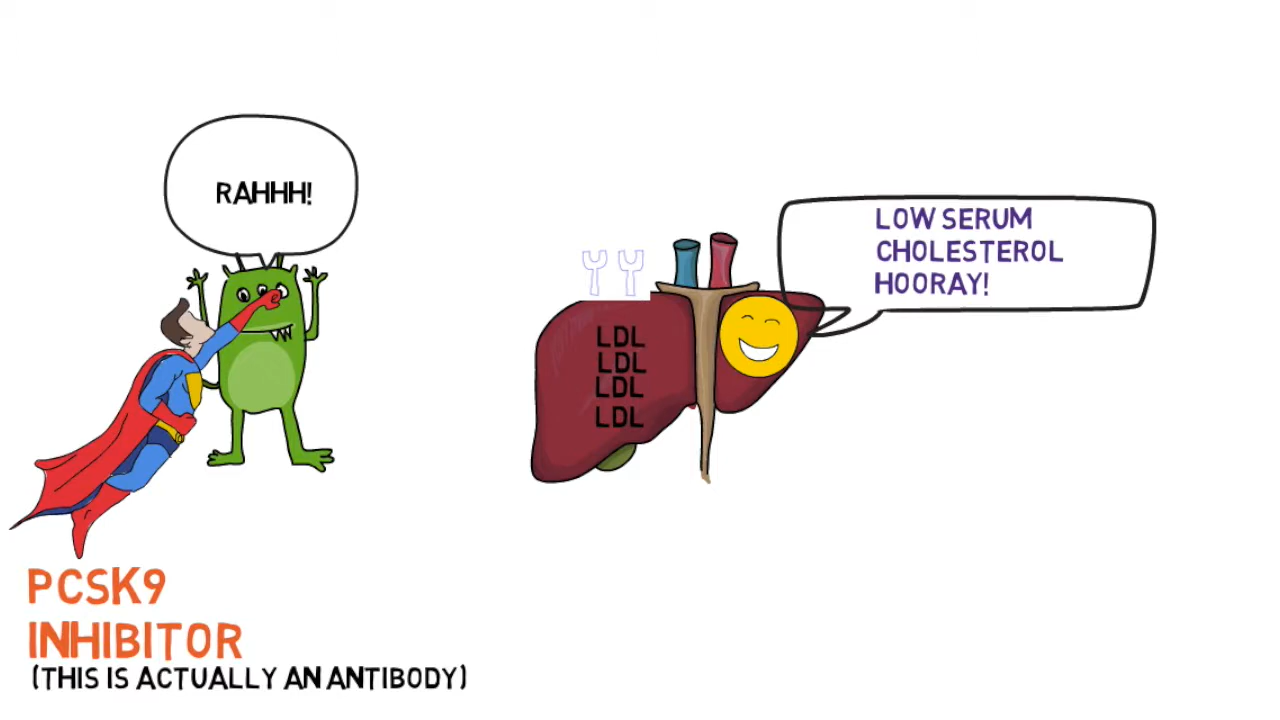 RAHHH!
LOW SERUM
CHOLESTEROL
HOORAY!
LDL
LDL
LDL
LDL
PCSK9
INHIBITOR
(THIS IS ACTUALLY AN ANTIBODY)